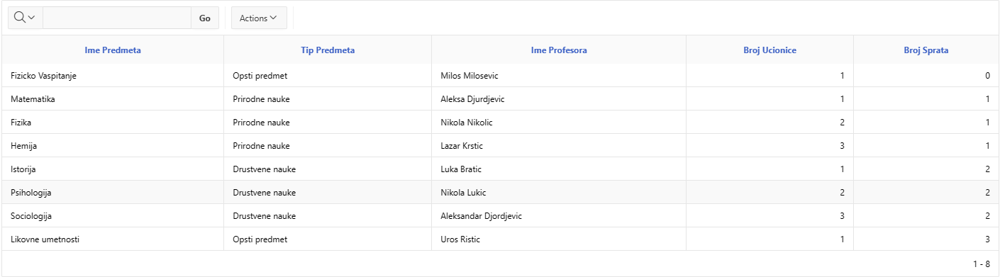 Go Actions
Ime Predmeta Tip Predmeta Ime Profesora Broj Ucionice Broj Sprata
Fizicko Vaspitanje Opsti predmet Milos Milosevic 1 0
Matematika Prirodne nauke Aleksa Djurdjevic 1 1
Fizika Prirodne nauke Nikola Nikolic 2 1
Hemija Prirodne nauke Lazar Krstic 3 1
Istorija Drustvene nauke Luka Bratic 1 2
Psihologija Drustvene nauke Nikola Lukic 2 2
Sociologija Drustvene nauke Aleksandar Djordjevic 3 2
Likovne umetnosti Opsti predmet Uros Ristic 1 3
1 - 8